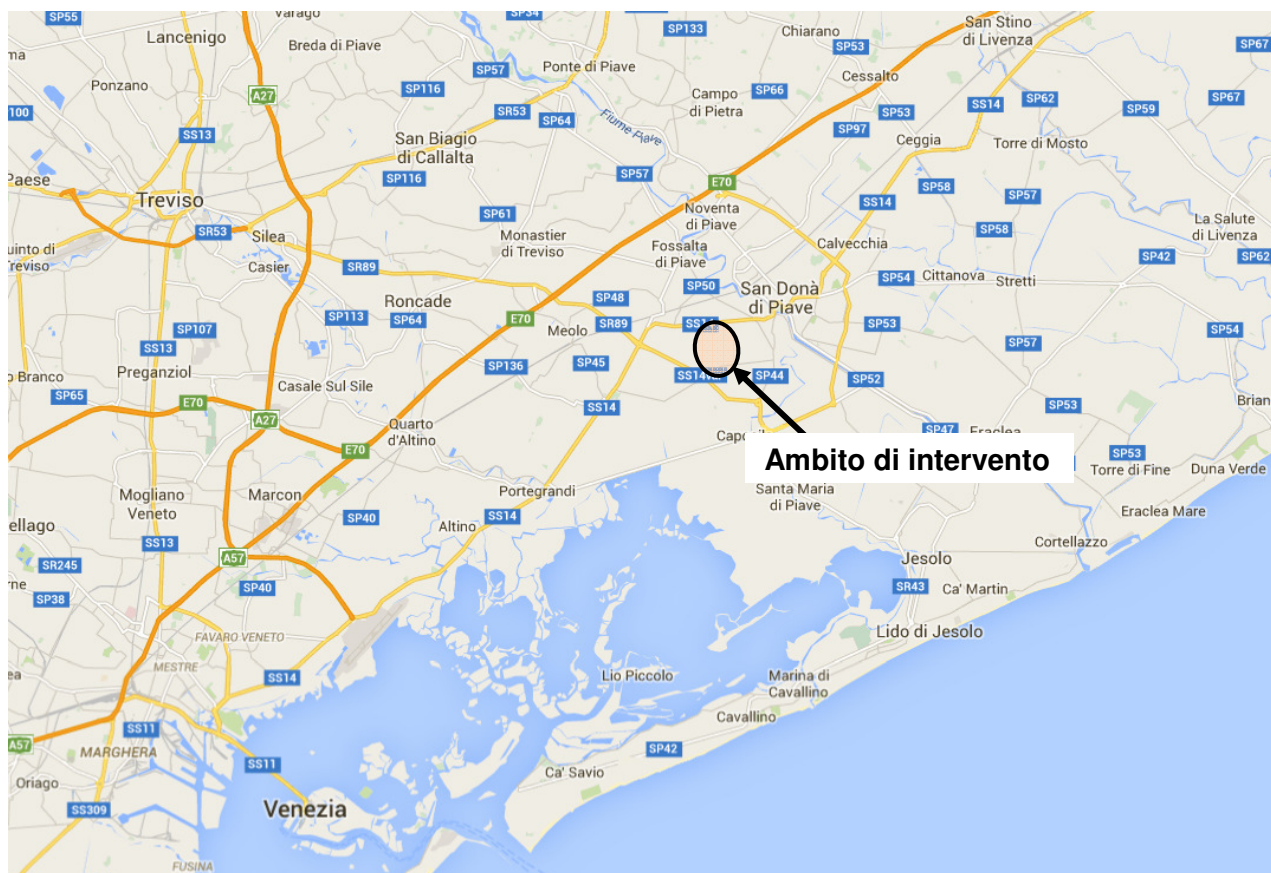 SP55
Varago
SP34
San Stino
di Livenza
Lancenigo
Breda di Piave
SP133
Chiarano
SP53
SP67
SP57
Ponte di Piave
Cessalto
Ponzano
A27
SP116
Campo
di Pietra
SP66
SP62
SP67
SR53
SP64
SP53
SS14
SP59
SS13
Fiume Piave
SP97
San Biagio
di Callalta
Ceggia
Torre di Mosto
Paese
SP116
SP57
E70
SP58
SP57
Treviso
SS14
SP61
Noventa
di Piave
La Salute
di Livenza
SR53
Silea
Monastier
di Treviso
Fossalta
di Piave
Calvecchia
SP58
SP42
SP62
Casier
SR89
SP50
SP54
Cittanova
Stretti
San Donà
di Piave
Roncade
SP48
SP107
SP113
SP64
E70
Meolo
SR89
SS14
SP53
SP54
SS13
SP57
Preganziol
SP136
SP45
SP44
SP52
Casale Sul Sile
SP65
E70
SS14
SP53
A27
Quarto
d'Altino
SP47
Eraclea
E70
Ambito di intervento
SP53
Torre di Fine
Duna Verde
Mogliano
Veneto
Marcon
Portegrandi
Santa Maria
di Piave
Eraclea Mare
SP40
Altino
SS14
SS13
Cortellazzo
A57
Jesolo
SR245
SP40
SR43
Ca' Martin
SP38
FAVARO VENETO
Lido di Jesolo
MESTRE
SS14
Lio Piccolo
Marina di
Cavallino
Cavallino
SS11
A57
MARGHERA
SP42
SS11
Ca' Savio
Oriago
SS309
Venezia
FUSINA